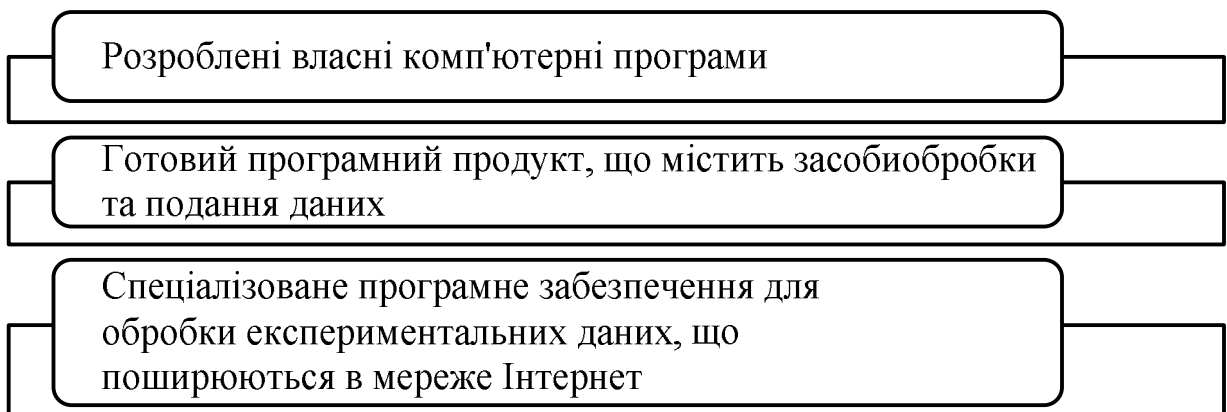 Розроблені власні комп'ютерні програми
Готовий програмний продукт, що містить засобиобробки
та подання даних
Спеціалізоване програмне забезпечення для
обробки експериментальних даних, що
поширюються в мереже Інтернет